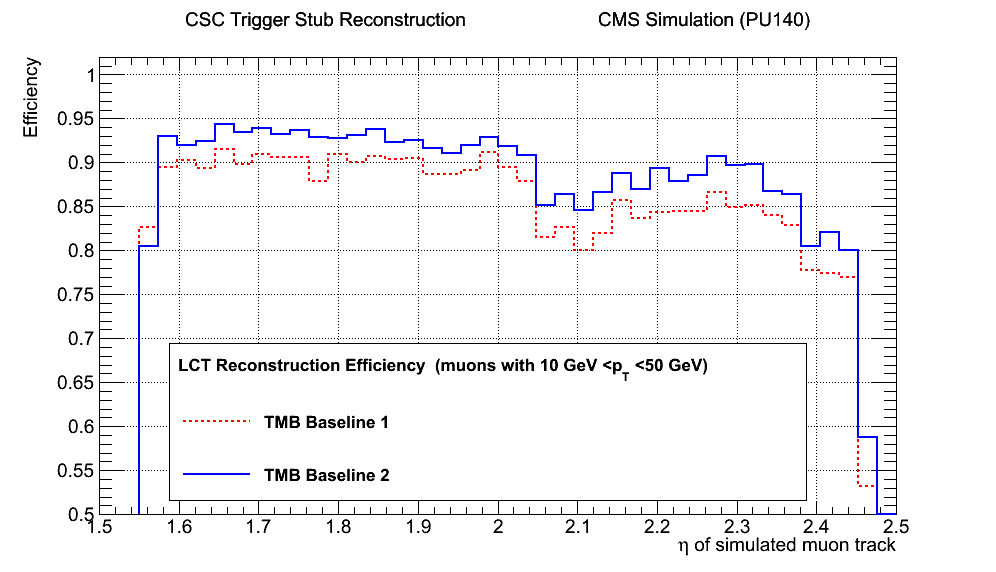 CSC Trigger Stub Reconstruction CMS Simulation (PU140)
Efficiency
1
0.95
0.9
0.85
0.8
0.75
0.7
0.65
0.6
0.55
0.5
LCT Reconstruction Efficiency (muons with 10 GeV <pT <50 GeV)
TMB Baseline 1
TMB Baseline 2
1.5 1.6 1.7 1.8 1.9 2 2.1 2.2 2.3 2.4 2.5
η of simulated muon track